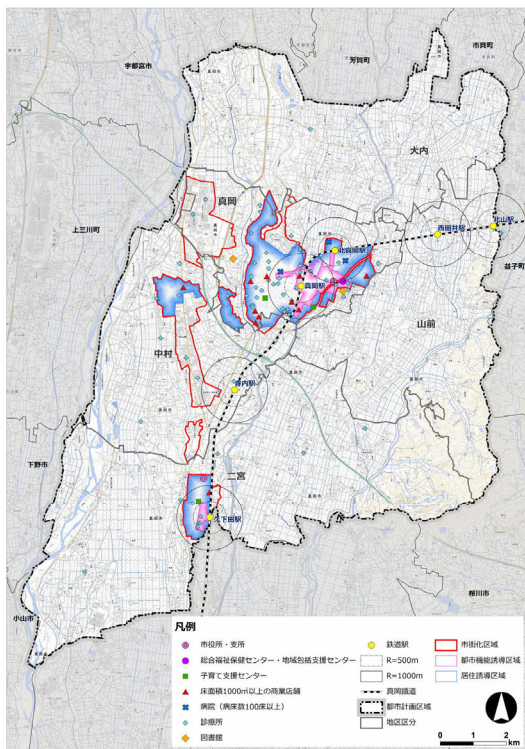 市貝町
芳賀町
宇都宮市
大内
真岡
北山駅
西田井駅
北真岡駅
上三川町
益子町
真岡駅
山前
中村
寺内駅
下野市
二宮
久下田駅
桜川市
小山市
凡例
市役所・支所
総合福祉保健センター・地域包括支援センター
子育て支援センター
床面積1000㎡以上の商業店舗
病院（病床数100床以上）
診療所
図書館
鉄道駅
R=500m
R=1000m
真岡鐵道
都市計画区域
地区区分
市街化区域
都市機能誘導区域
居住誘導区域
0 0.5 1 2
km